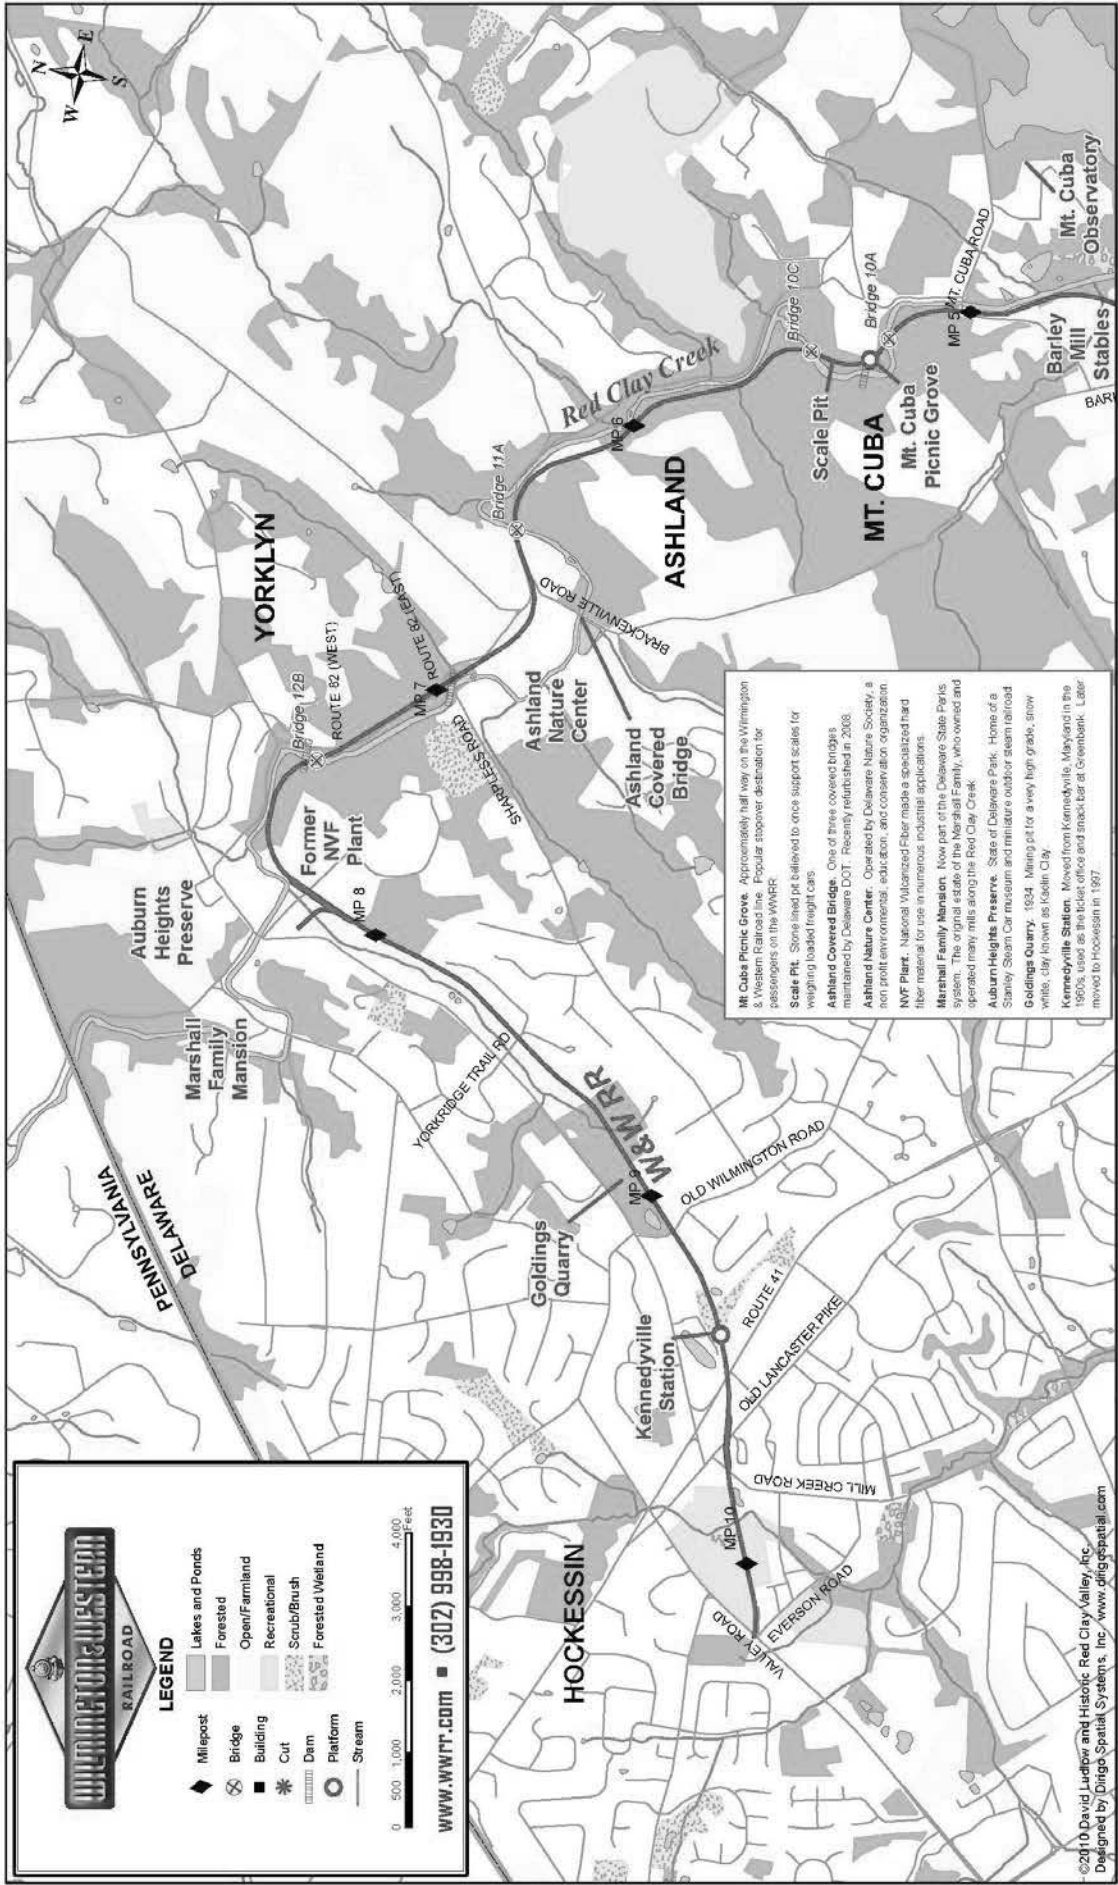 WILMINGTON & WESTERN
RAILROAD
LEGEND
Milepost
Bridge
Building
Cut
Dam
Platform
Stream
Lakes and Ponds
Forested
Open/Farmland
Recreational
Scrub/Brush
Forested Wetland
0 500 1,000 2,000 3,000 4,000
Feet
www.wwrr.com ▪ (302) 998-1930
N
E
S
W
PENNSYLVANIA
DELAWARE
Marshall
Family
Mansion
Auburn
Heights
Preserve
Former
NVF
Plant
YORKLYN
Bridge 12B
ROUTE 82 (WEST)
ROUTE 82 (EAST)
MP 7
MP 8
SHARPLESS ROAD
YORKRIDGE TRAIL RD
Bridge 11A
Red Clay Creek
MP 6
ASHLAND
BRACKENVILLE ROAD
Ashland
Nature
Center
Ashland
Covered
Bridge
Bridge 10C
Scale Pit
Bridge 10A
MT. CUBA
Mt. Cuba
Picnic Grove
MP 5
MT. CUBA ROAD
Mt. Cuba
Observatory
Barley
Mill
Stables
BARL
W&W RR
MP 9
Goldings
Quarry
OLD WILMINGTON ROAD
Kennedyville
Station
ROUTE 41
OLD LANCASTER PIKE
MILL CREEK ROAD
MP 10
HOCKESSIN
VALLEY ROAD
EVERSON ROAD
Mt Cuba Picnic Grove. Approximately half way on the Wilmington
& Western Railroad line. Popular stopover destination for
passengers on the WWRR
Scale Pit. Stone lined pit believed to once support scales for
weighing loaded freight cars.
Ashland Covered Bridge. One of three covered bridges
maintained by Delaware DOT. Recently refurbished in 2008.
Ashland Nature Center. Operated by Delaware Nature Society, a
non profit environmental, education, and conservation organization
NVF Plant. National Vulcanized Fiber made a specialized hard
fiber material for use in numerous industrial applications.
Marshall Family Mansion. Now part of the Delaware State Parks
system. The original estate of the Marshall Family, who owned and
operated many mills along the Red Clay Creek
Auburn Heights Preserve. State of Delaware Park. Home of a
Stanley Steam Car museum and miniature outdoor steam railroad
Goldings Quarry. 1934. Mining pit for a very high grade, snow
white, clay known as Kaolin Clay
Kennedyville Station. Moved from Kennedyville, Maryland in the
1960s, used as the ticket office and snack bar at Greenbank. Later
moved to Hockessin in 1997.
©2010 David Ludlow and Historic Red Clay Valley, Inc.
Designed by Dirigo Spatial Systems, Inc. www.dirigospatial.com